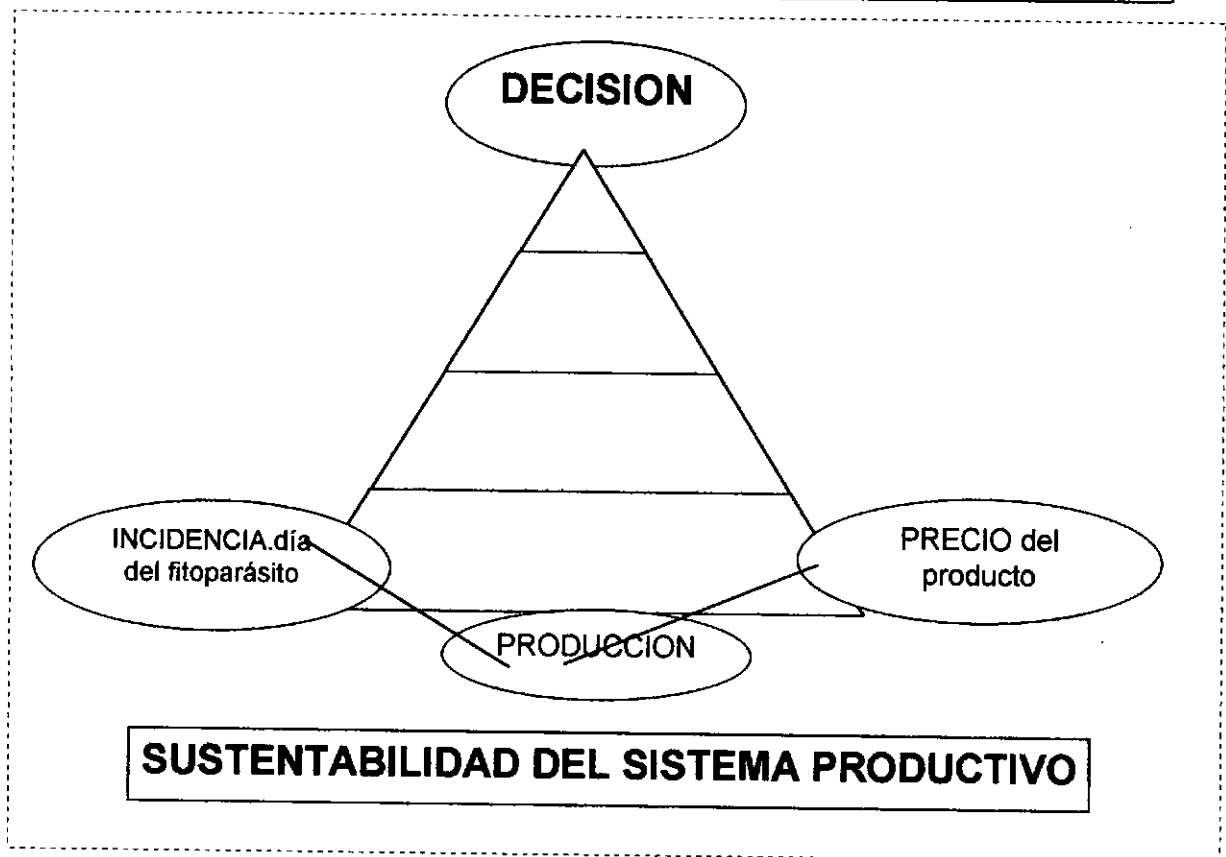 DECISION
INCIDENCIA.día
del fitoparásito
PRECIO del
producto
PRODUCCION
SUSTENTABILIDAD DEL SISTEMA PRODUCTIVO